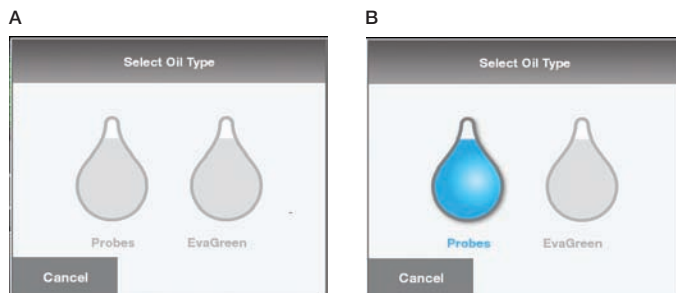 A
Select Oil Type
Probes EvaGreen
Cancel
B
Select Oil Type
Probes EvaGreen
Cancel